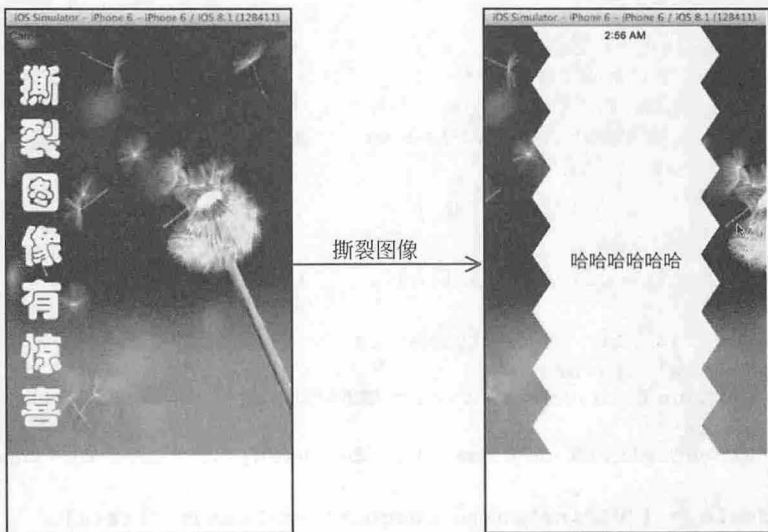 iOS Simulator - iPhone 6 - iPhone 6 / iOS 8.1 (12B411)
撕裂图像有惊喜
撕裂图像
iOS Simulator - iPhone 6 - iPhone 6 / iOS 8.1 (12B411)
2:56 AM
哈哈哈哈哈哈